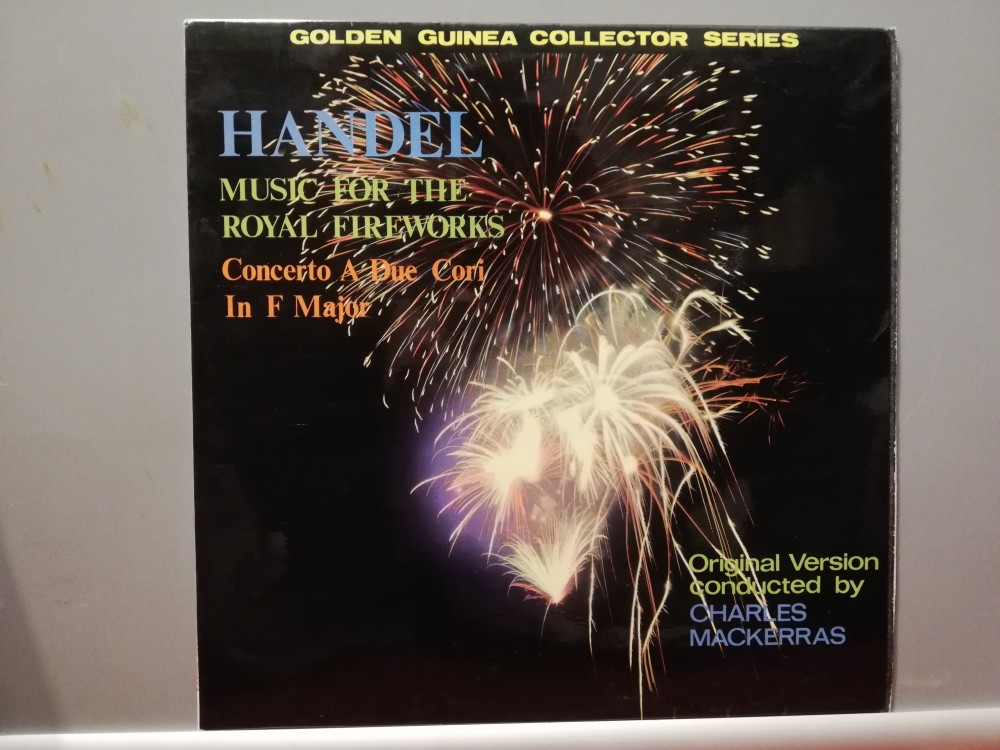 GOLDEN GUINEA COLLECTOR SERIES
HANDEL
MUSIC FOR THE
ROYAL FIREWORKS
Concerto A Due Cori
In F Major
Original Version
conducted by
CHARLES
MACKERRAS